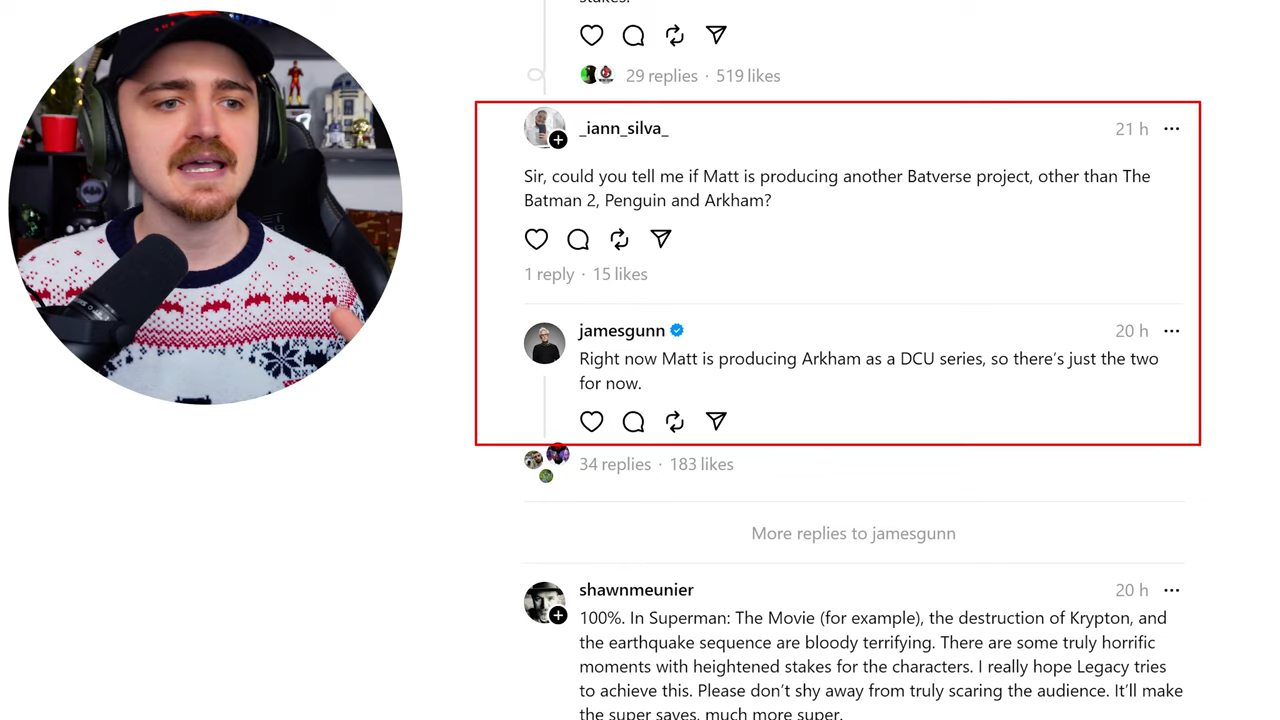 stakes.
29 replies · 519 likes
_iann_silva_
21 h
Sir, could you tell me if Matt is producing another Batverse project, other than The
Batman 2, Penguin and Arkham?
1 reply · 15 likes
jamesgunn
20 h
Right now Matt is producing Arkham as a DCU series, so there's just the two
for now.
34 replies · 183 likes
More replies to jamesgunn
shawnmeunier
20 h
100%. In Superman: The Movie (for example), the destruction of Krypton, and
the earthquake sequence are bloody terrifying. There are some truly horrific
moments with heightened stakes for the characters. I really hope Legacy tries
to achieve this. Please don't shy away from truly scaring the audience. It'll make
the super saves, much more super.